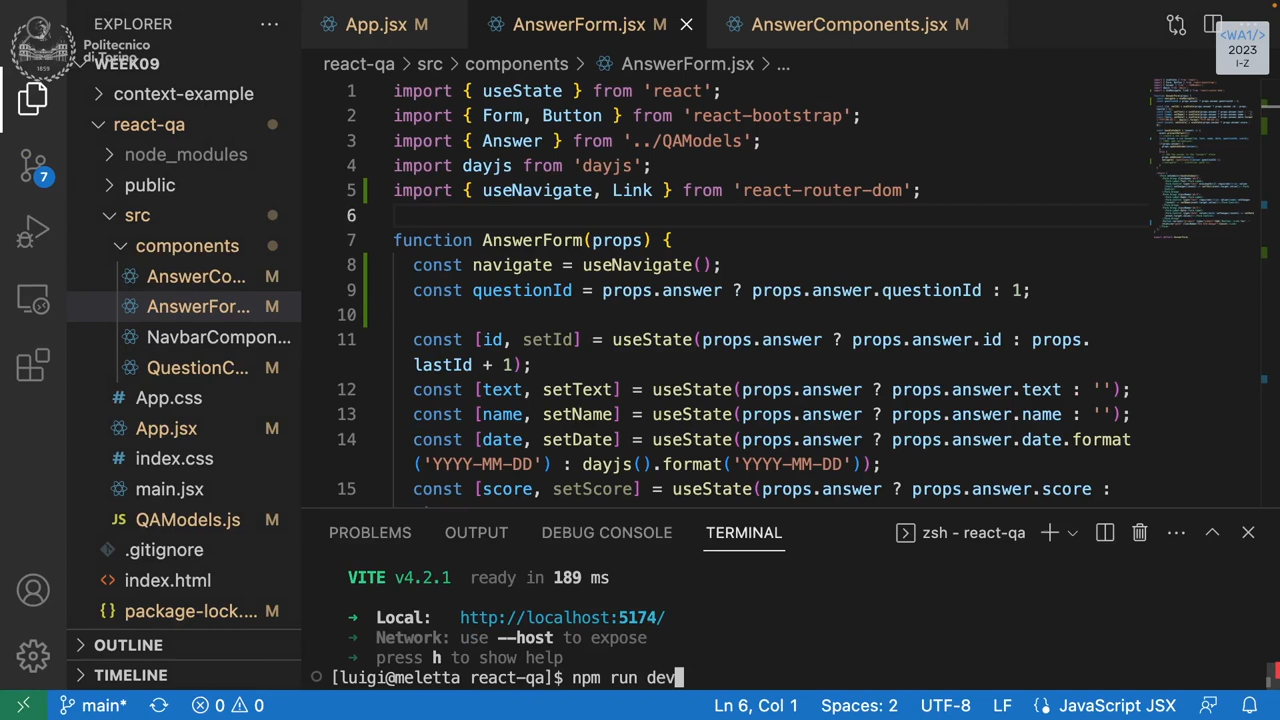 EXPLORER
Politecnico
di Torino
1859
WEEK09
context-example
react-qa
node_modules
public
src
components
AnswerCo... M
AnswerFor... M
NavbarCompon...
QuestionC... M
App.css
App.jsx M
index.css
main.jsx
JS QAModels.js M
.gitignore
index.html
package-lock.... M
OUTLINE
TIMELINE
7
App.jsx M
AnswerForm.jsx M
AnswerComponents.jsx M
<WA1/>
2023
I-Z
react-qa > src > components > AnswerForm.jsx > ...
1 import { useState } from 'react';
2 import { Form, Button } from 'react-bootstrap';
3 import { Answer } from '../QAModels';
4 import dayjs from 'dayjs';
5 import { useNavigate, Link } from 'react-router-dom';
6
7 function AnswerForm(props) {
8 const navigate = useNavigate();
9 const questionId = props.answer ? props.answer.questionId : 1;
10
11 const [id, setId] = useState(props.answer ? props.answer.id : props.
lastId + 1);
12 const [text, setText] = useState(props.answer ? props.answer.text : '');
13 const [name, setName] = useState(props.answer ? props.answer.name : '');
14 const [date, setDate] = useState(props.answer ? props.answer.date.format
('YYYY-MM-DD') : dayjs().format('YYYY-MM-DD'));
15 const [score, setScore] = useState(props.answer ? props.answer.score :
PROBLEMS OUTPUT DEBUG CONSOLE TERMINAL zsh - react-qa
VITE v4.2.1 ready in 189 ms
➜ Local: http://localhost:5174/
➜ Network: use --host to expose
➜ press h to show help
[luigi@meletta react-qa]$ npm run dev
main* 0 0 Ln 6, Col 1 Spaces: 2 UTF-8 LF JavaScript JSX